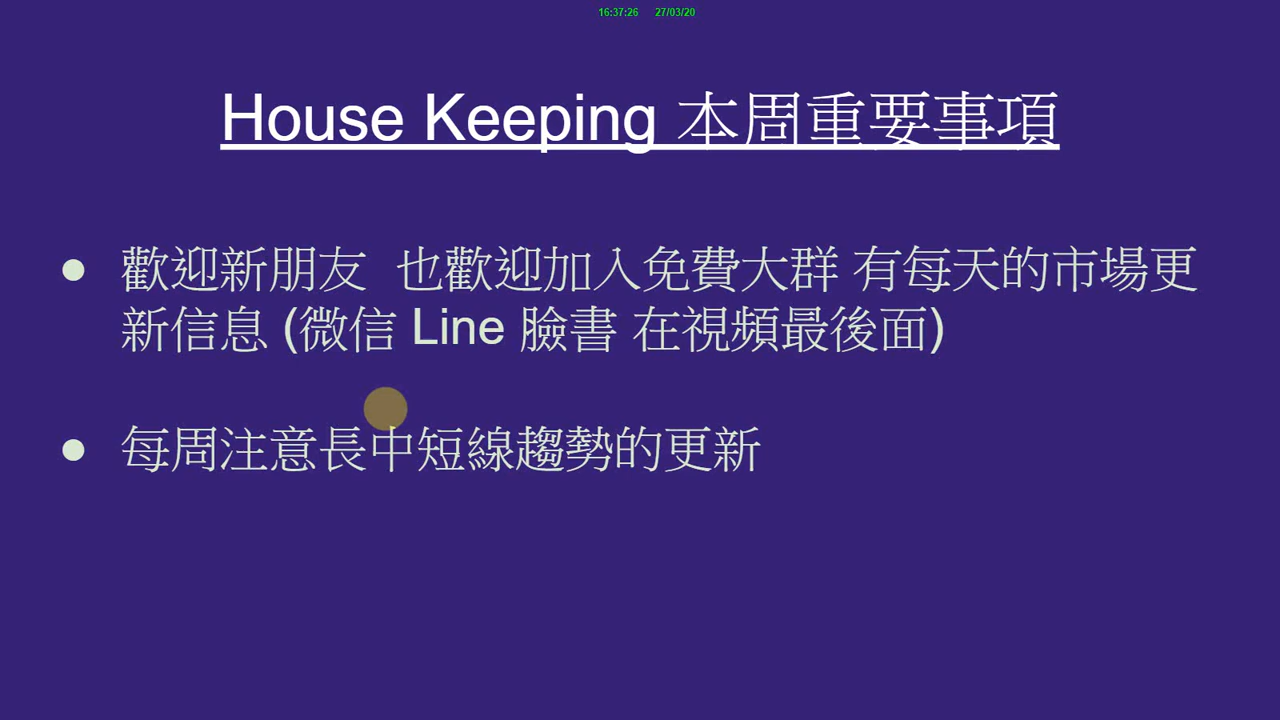 16:37:26 27/03/20
House Keeping 本周重要事項
● 歡迎新朋友 也歡迎加入免費大群 有每天的市場更
新信息 (微信 Line 臉書 在視頻最後面)
● 每周注意長中短線趨勢的更新